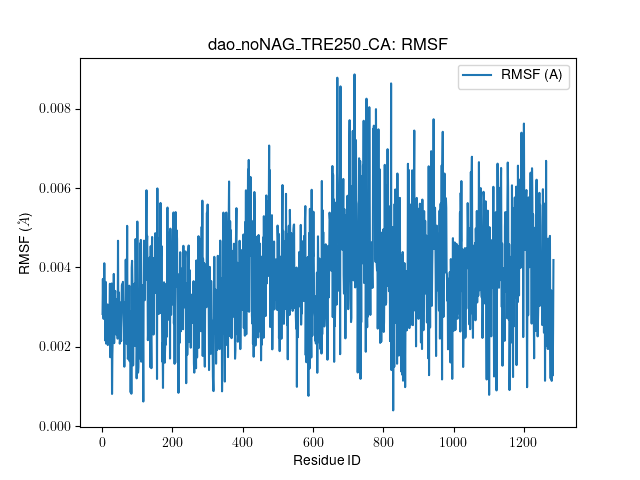 dao_noNAG_TRE250_CA: RMSF
RMSF (A)
RMSF (Å)
0.008
0.006
0.004
0.002
0.000
0 200 400 600 800 1000 1200
Residue ID